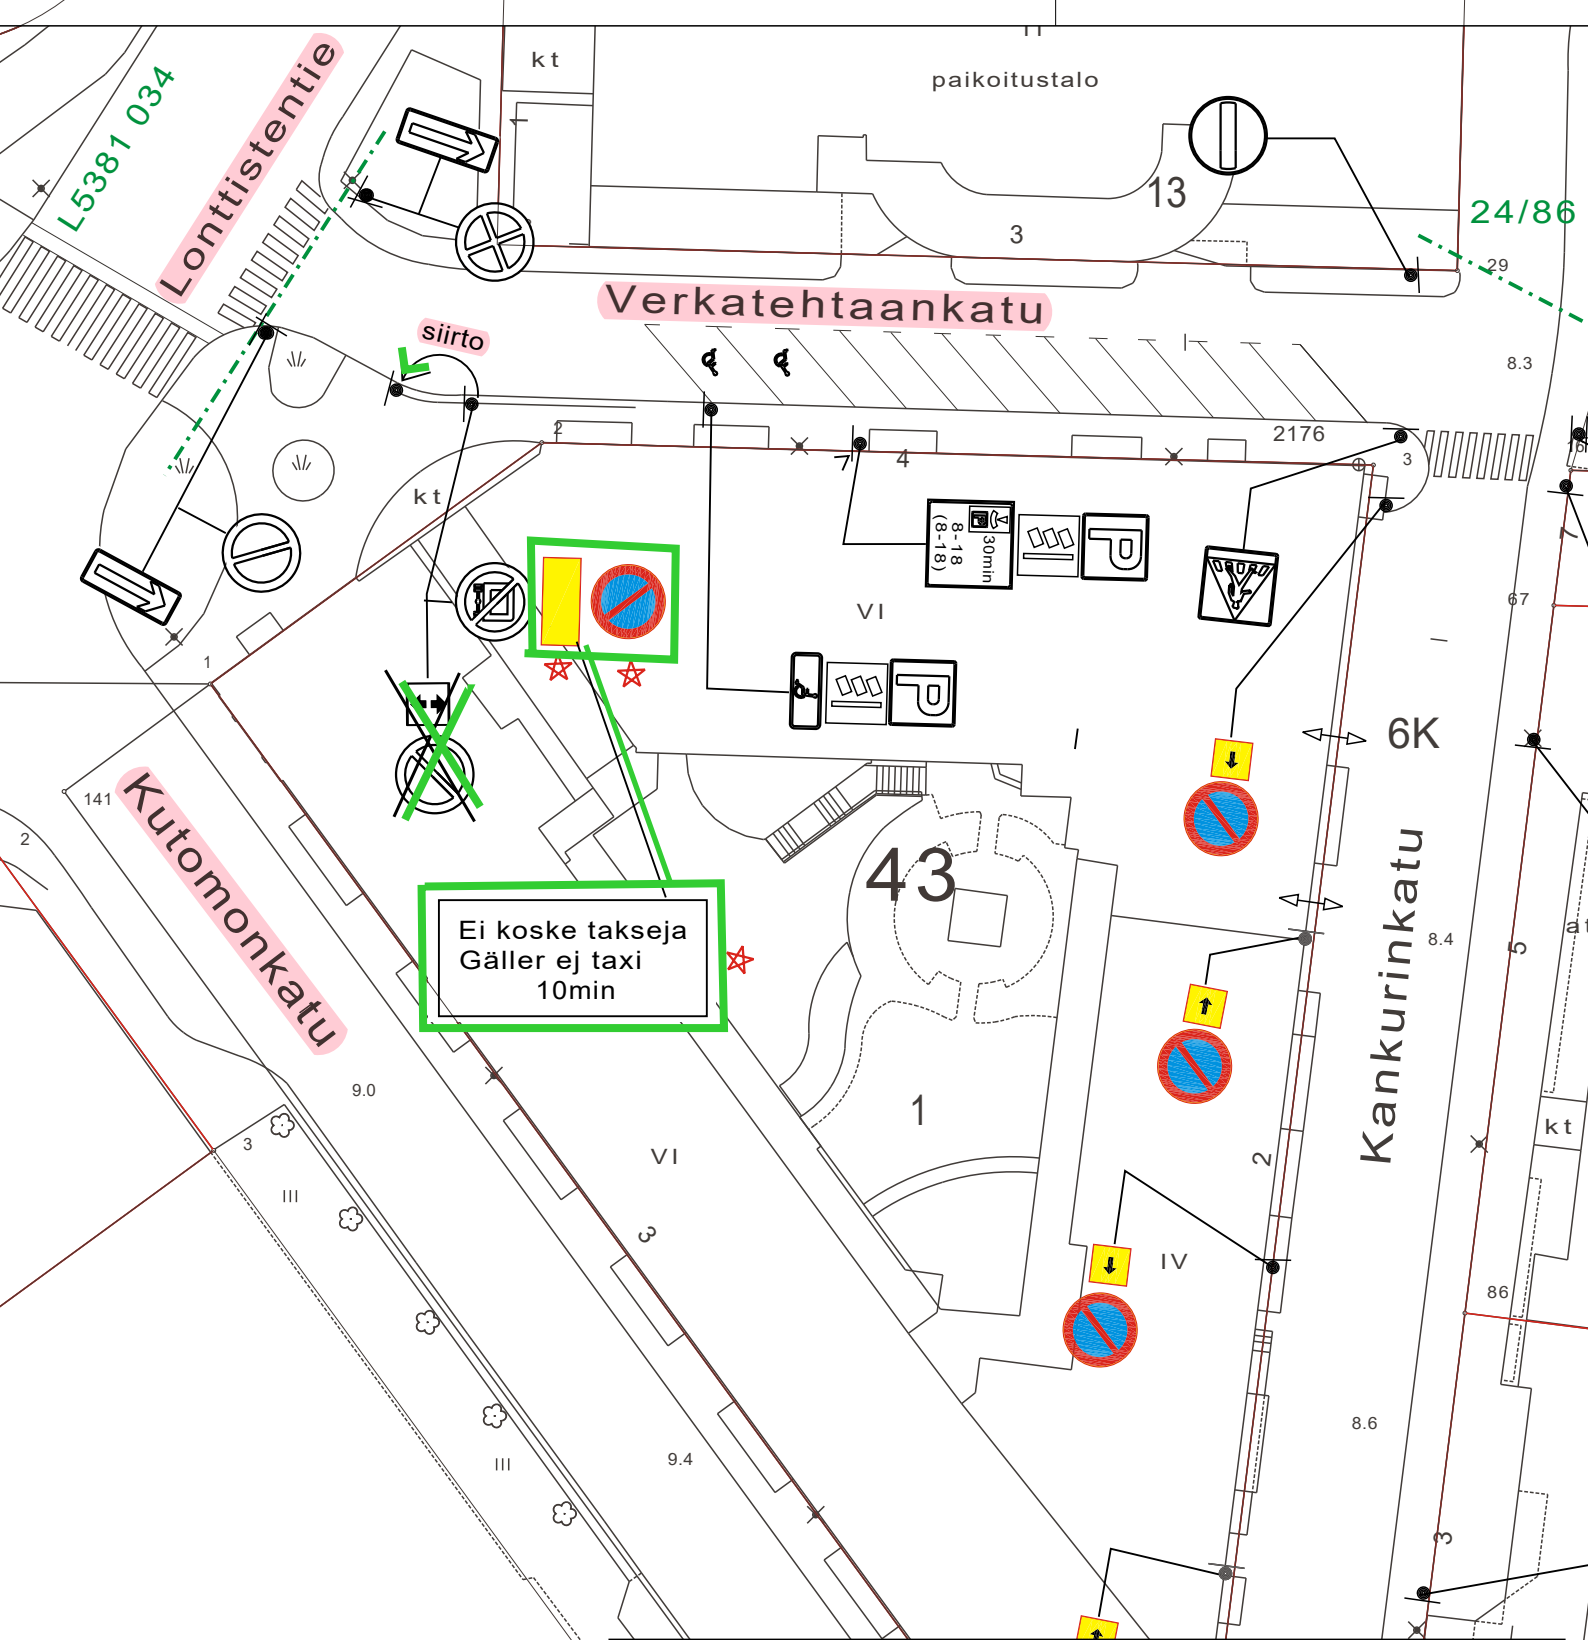 kt
paikoitustalo
L5381 034
Lonttistentie
1
13
3
24/86
29
Verkatehtaankatu
siirto
8.3
2
4
2176
3
kt
8-18
(8-18)
30min
P
7
VI
67
1
P
6K
141
2
Kutomonkatu
43
Kankurinkatu
Ei koske takseja
Gäller ej taxi
10min
8.4
5
at
9.0
1
kt
3
VI
2
III
3
IV
86
8.6
9.4
III
3